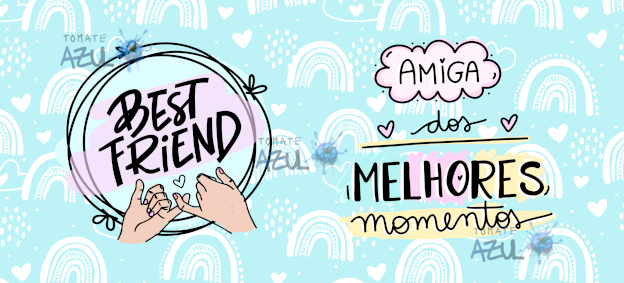 TOMATE
AZUL
BEST
FRIEND
TOMATE
AZUL
AMIGA
dos
MELHORES
momentos
TOMATE
AZUL